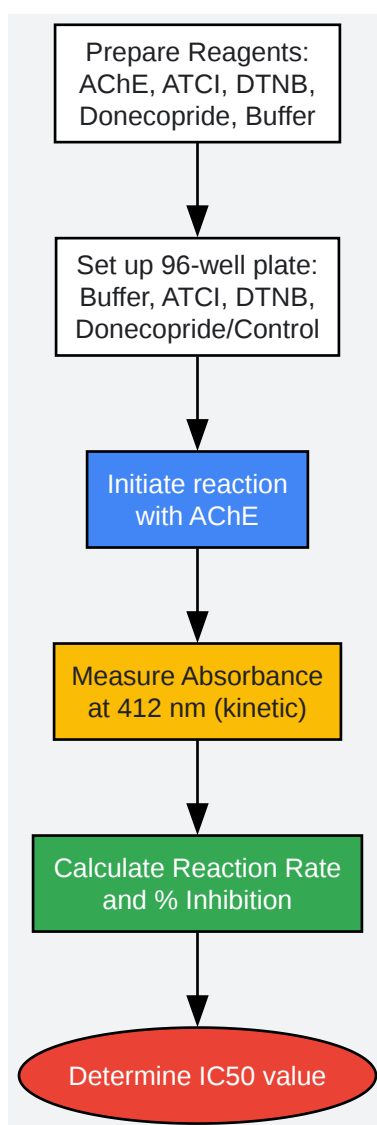 Prepare Reagents:
AChE, ATCI, DTNB,
Donecopride, Buffer
Set up 96-well plate:
Buffer, ATCI, DTNB,
Donecopride/Control
Initiate reaction
with AChE
Measure Absorbance
at 412 nm (kinetic)
Calculate Reaction Rate
and % Inhibition
Determine IC50 value